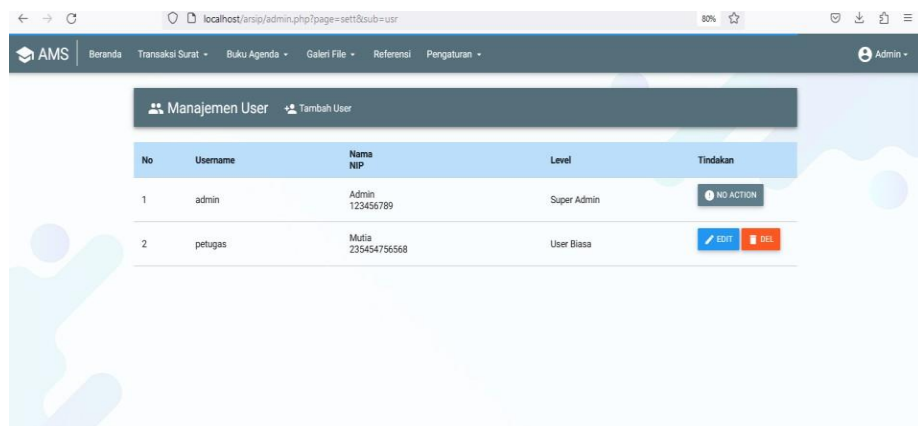 localhost/arsip/admin.php?page=sett&sub=usr 80%
AMS Beranda Transaksi Surat Buku Agenda Galeri File Referensi Pengaturan Admin
Manajemen User Tambah User
No Username Nama Level Tindakan
NIP
1 admin Admin Super Admin NO ACTION
123456789
2 petugas Mutia User Biasa EDIT DEL
235454756568